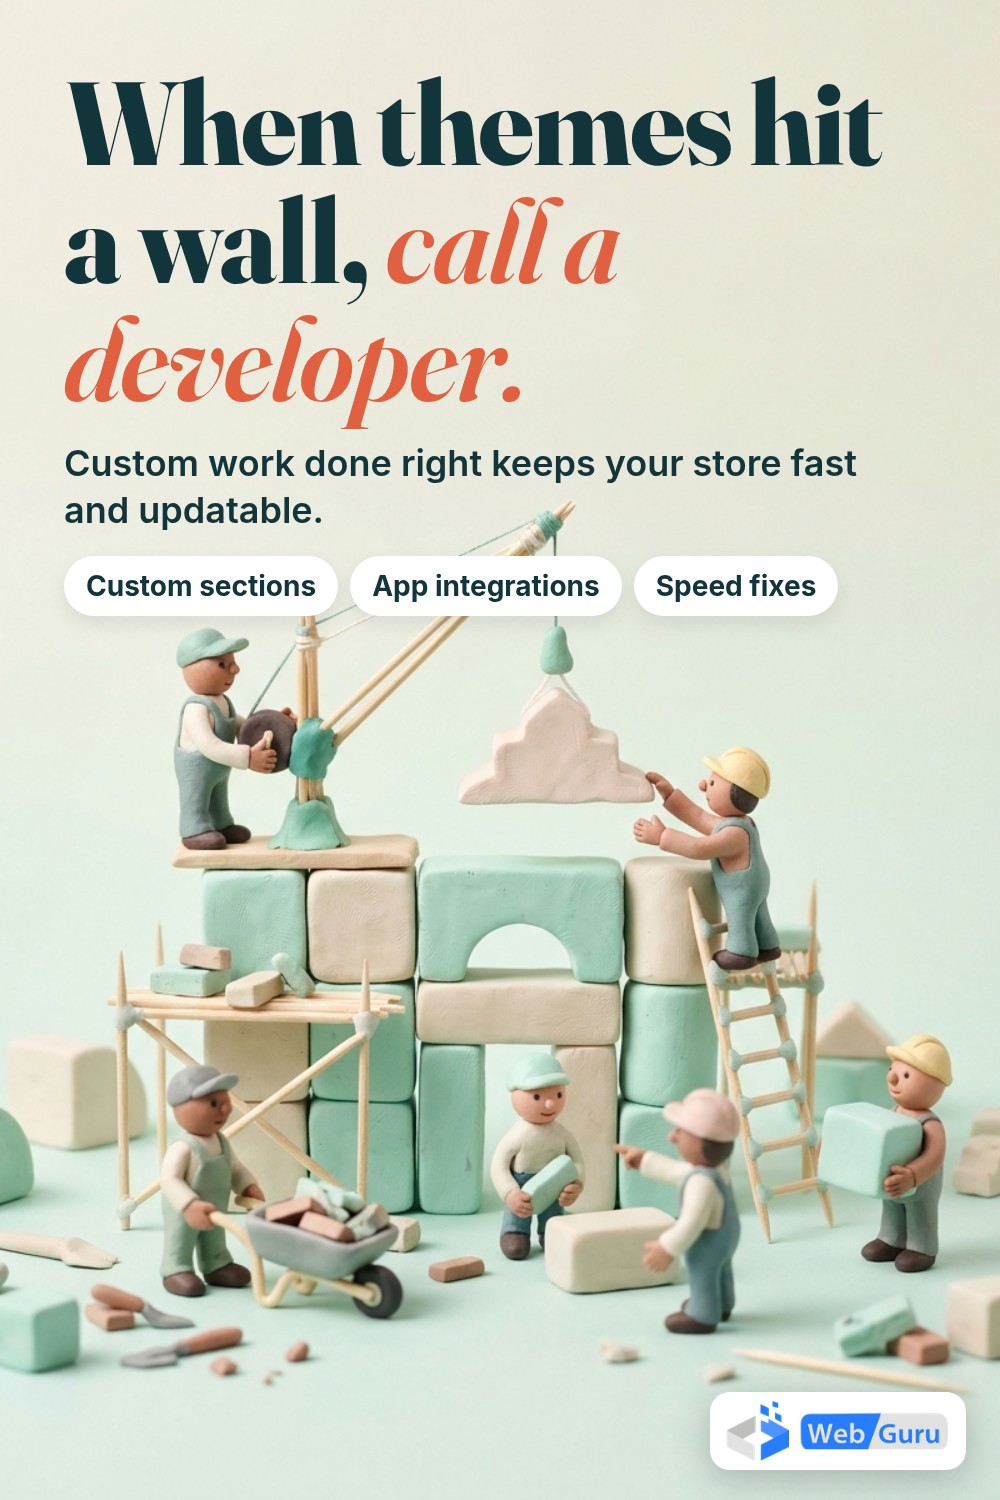 When themes hit
a wall, call a
developer.
Custom work done right keeps your store fast
and updatable.
Custom sections
App integrations
Speed fixes
Web Guru